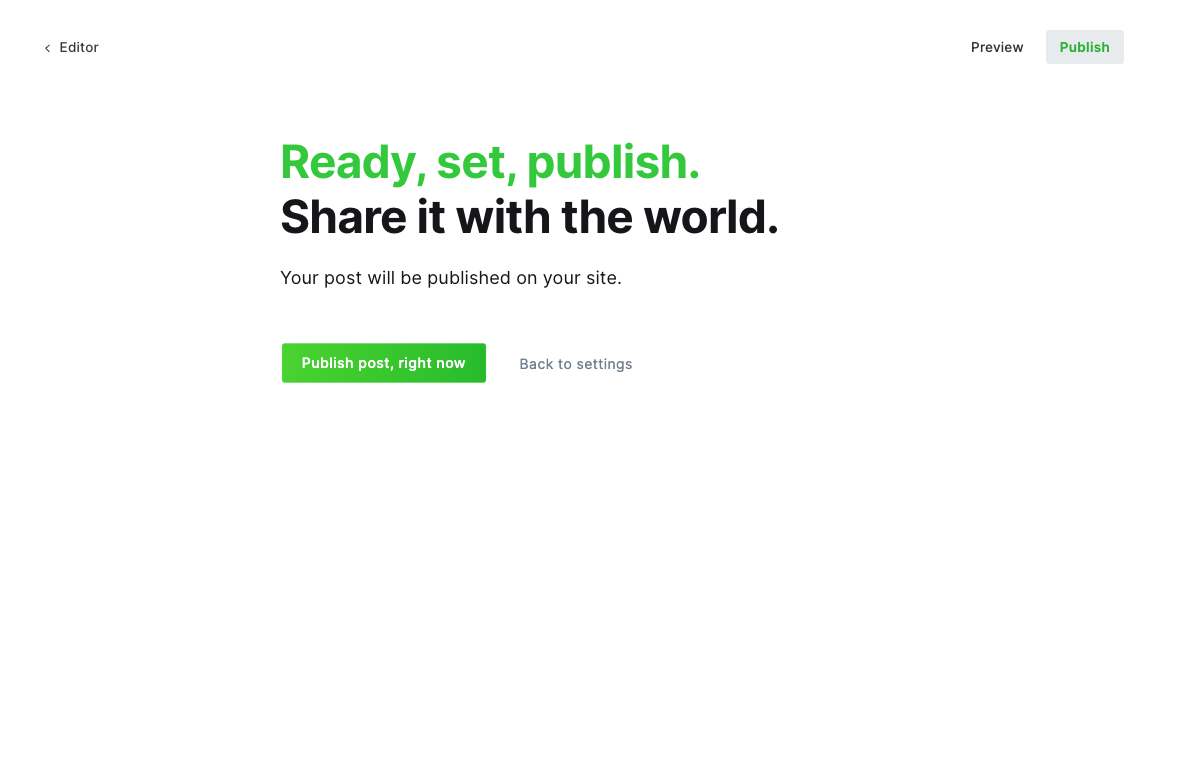 Editor
Preview
Publish
Ready, set, publish.
Share it with the world.
Your post will be published on your site.
Publish post, right now
Back to settings